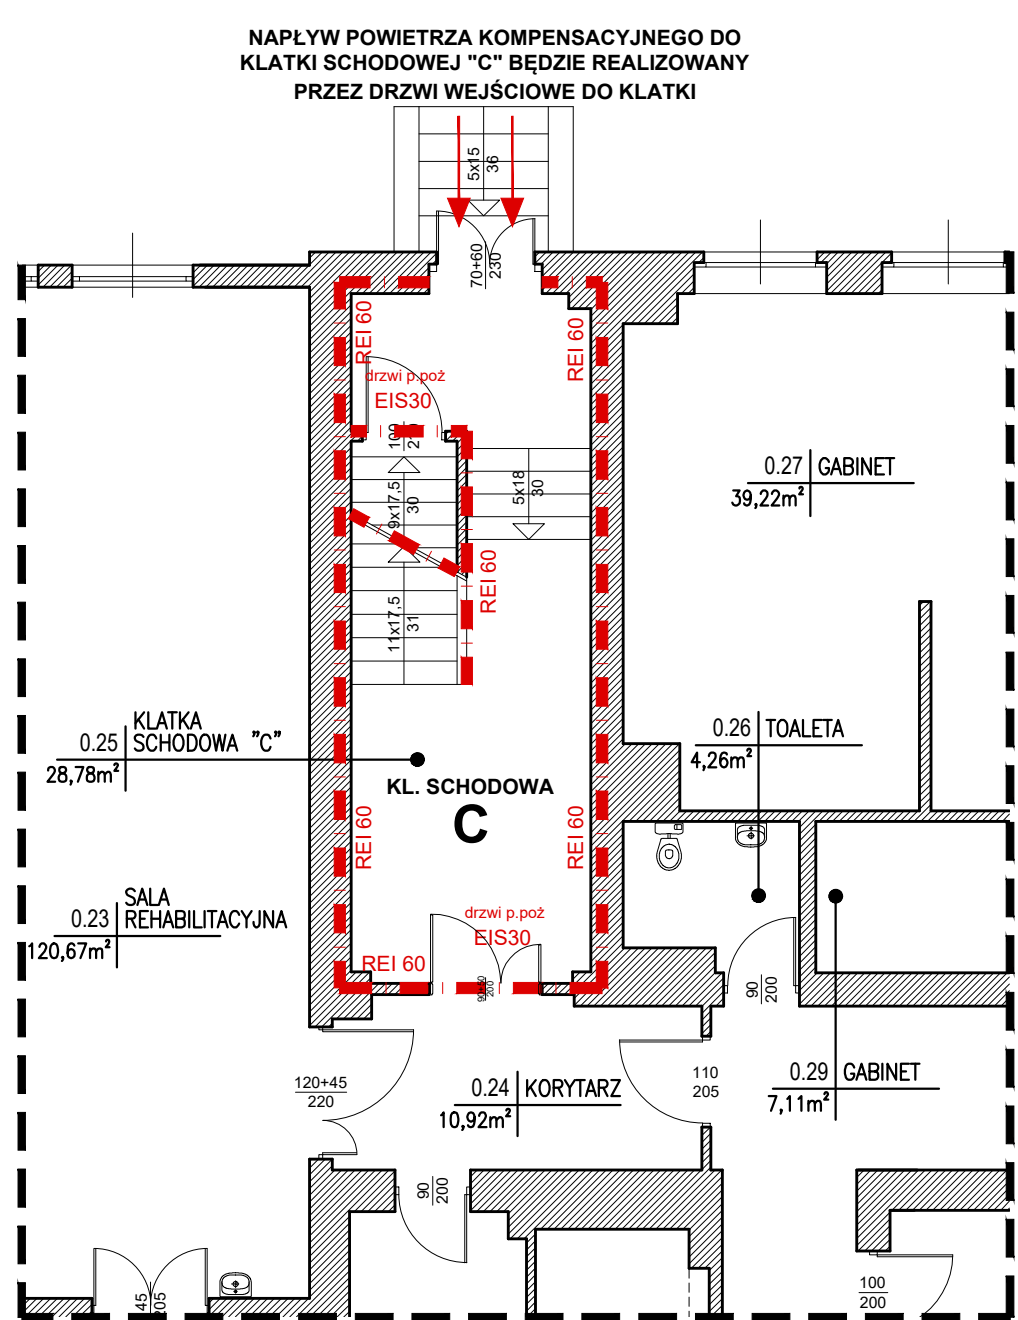 NAPŁYW POWIETRZA KOMPENSACYJNEGO DO
KLATKI SCHODOWEJ "C" BĘDZIE REALIZOWANY
PRZEZ DRZWI WEJŚCIOWE DO KLATKI
5x15
36
70+60
230
REI 60
REI 60
drzwi p.poż
EIS30
100
9x17,5
30
5x18
30
0.27 GABINET
39,22m²
REI 60
11x17,5
31
KLATKA
0.25 SCHODOWA "C"
28,78m²
0.26 TOALETA
4,26m²
KL. SCHODOWA
C
REI 60
REI 60
SALA
0.23 REHABILITACYJNA
120,67m²
drzwi p.poż
EIS30
REI 60
200
90
200
120+45
220
0.24 KORYTARZ
10,92m²
110
205
0.29 GABINET
7,11m²
90
200
45
205
100
200